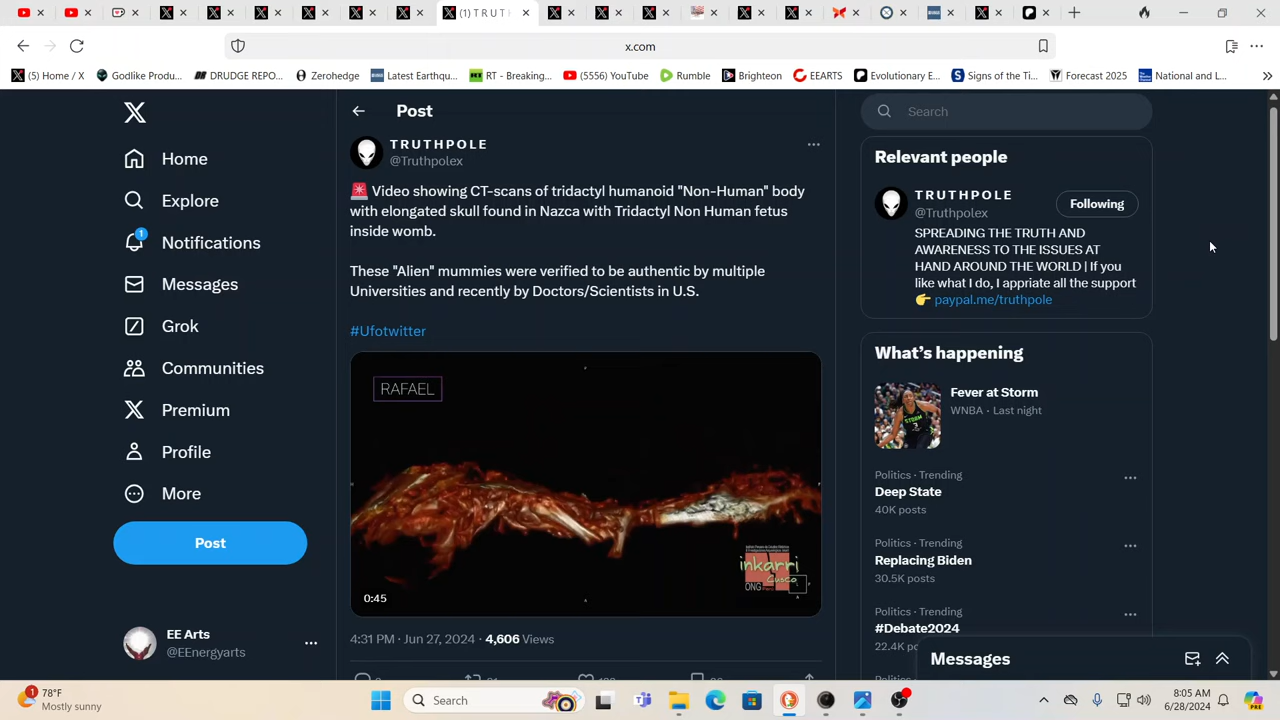 (1) T R U T
x.com
(5) Home / X
Godlike Produ...
DRUDGE REPO...
Zerohedge
Latest Earthqu...
RT - Breaking...
(5556) YouTube
Rumble
Brighteon
EEARTS
Evolutionary E...
Signs of the Ti...
Forecast 2025
National and L...
Post
Search
Home
Explore
1
Notifications
Messages
Grok
Communities
Premium
Profile
More
Post
EE Arts
@EEnergyarts
T R U T H P O L E
@Truthpolex
🚨 Video showing CT-scans of tridactyl humanoid "Non-Human" body
with elongated skull found in Nazca with Tridactyl Non Human fetus
inside womb.
These "Alien" mummies were verified to be authentic by multiple
Universities and recently by Doctors/Scientists in U.S.
#Ufotwitter
RAFAEL
inkarri
Cusco
ONG
0:45
4:31 PM · Jun 27, 2024 · 4,606 Views
Relevant people
T R U T H P O L E
@Truthpolex
Following
SPREADING THE TRUTH AND
AWARENESS TO THE ISSUES AT
HAND AROUND THE WORLD | If you
like what I do, I appriate all the support
👉 paypal.me/truthpole
What's happening
Fever at Storm
WNBA · Last night
Politics · Trending
Deep State
40K posts
Politics · Trending
Replacing Biden
30.5K posts
Politics · Trending
#Debate2024
22.4K
Messages
1
78°F
Mostly sunny
Search
8:05 AM
6/28/2024